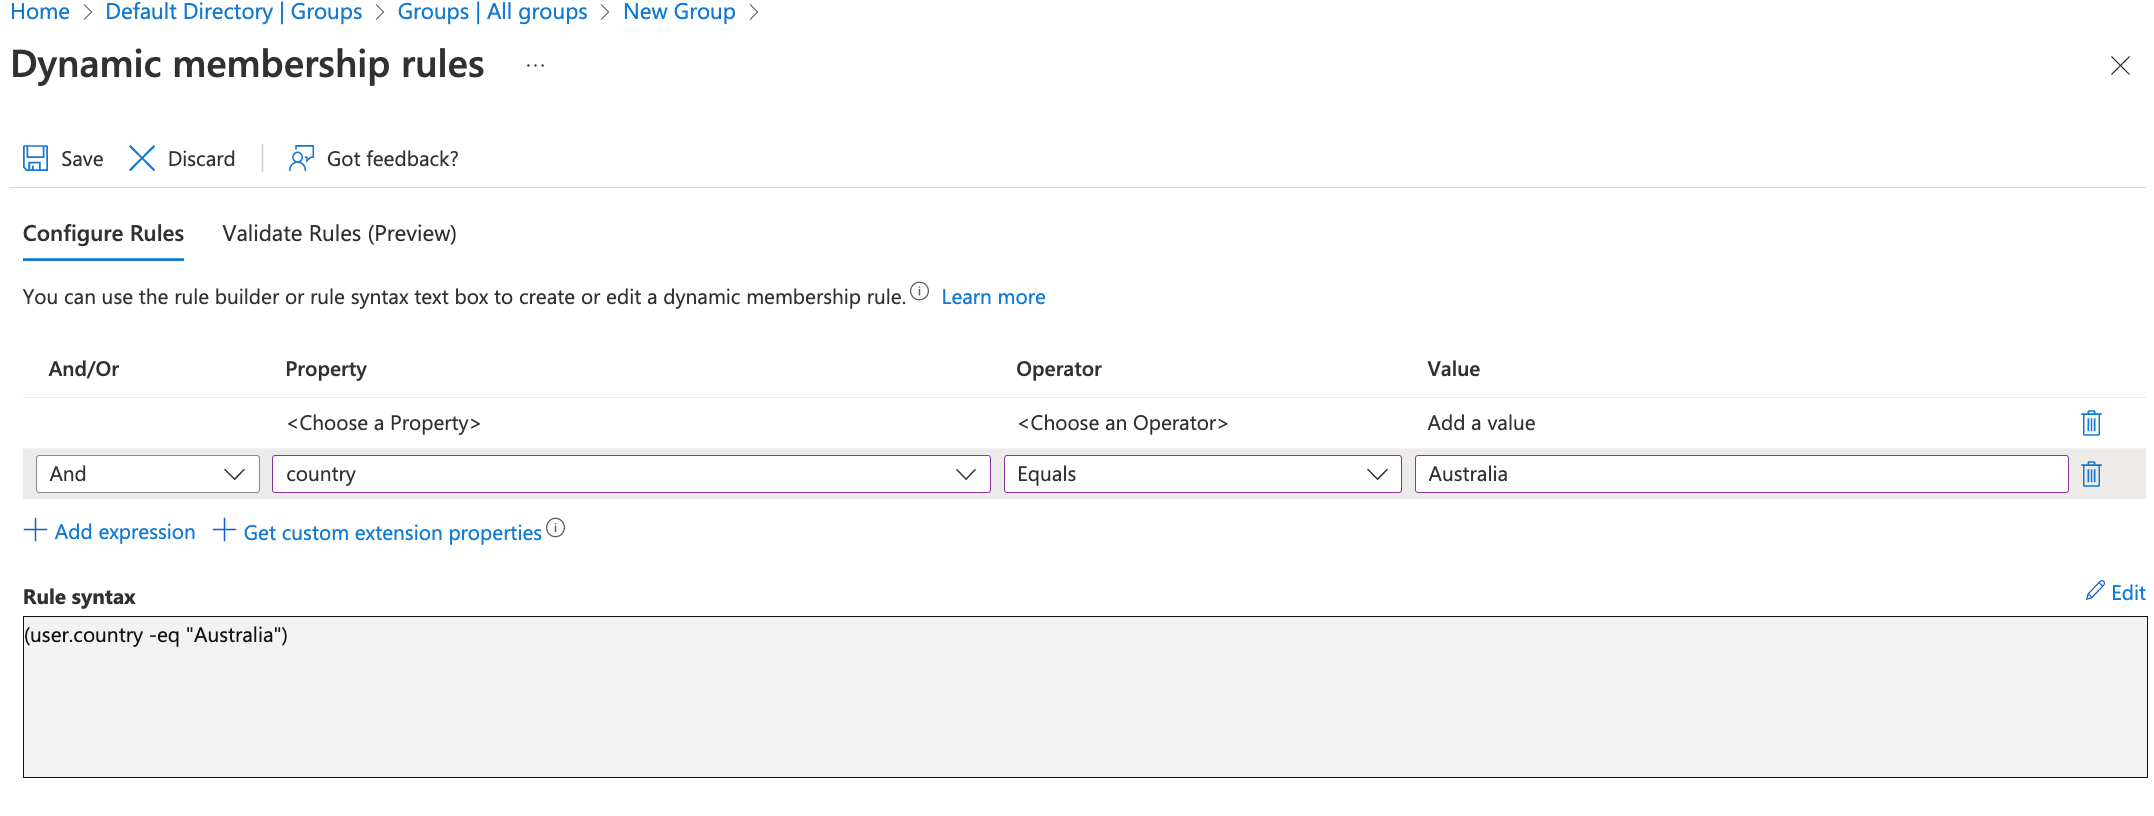 Home > Default Directory | Groups > Groups | All groups > New Group >
Dynamic membership rules ...
Save Discard | Got feedback?
Configure Rules Validate Rules (Preview)
You can use the rule builder or rule syntax text box to create or edit a dynamic membership rule. Learn more
And/Or Property Operator Value
<Choose a Property> <Choose an Operator> Add a value
And country Equals Australia
+ Add expression + Get custom extension properties
Rule syntax Edit
(user.country -eq "Australia")